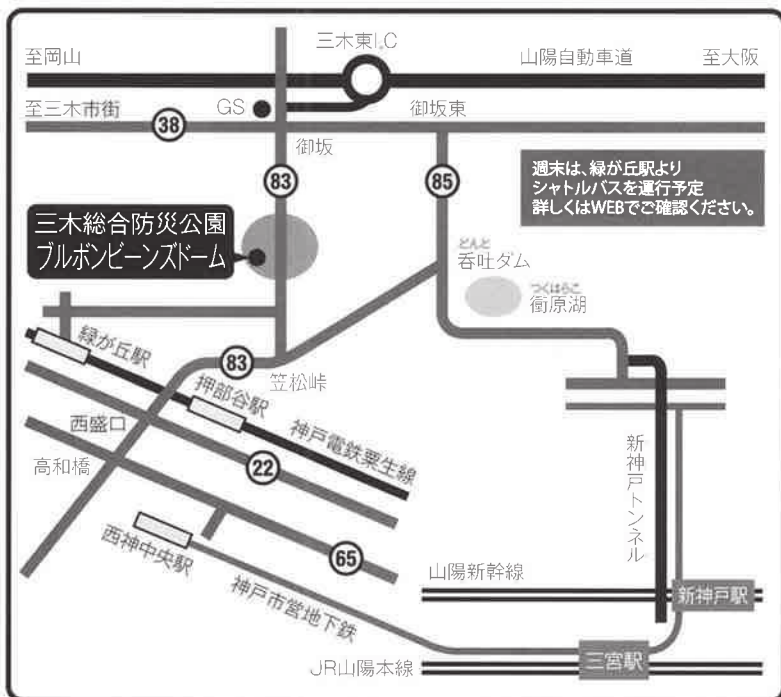 三木東I.C
至岡山
山陽自動車道
至大阪
至三木市街
GS
38
御坂
御坂東
83
85
週末は、緑が丘駅より
シャトルバスを運行予定
詳しくはWEBでご確認ください。
三木総合防災公園
ブルボンビーンズドーム
どんと
呑吐ダム
つくはらこ
衝原湖
緑が丘駅
83
笠松峠
押部谷駅
西盛口
神戸電鉄粟生線
高和橋
22
新神戸トンネル
西神中央駅
65
神戸市営地下鉄
山陽新幹線
新神戸駅
三宮駅
JR山陽本線